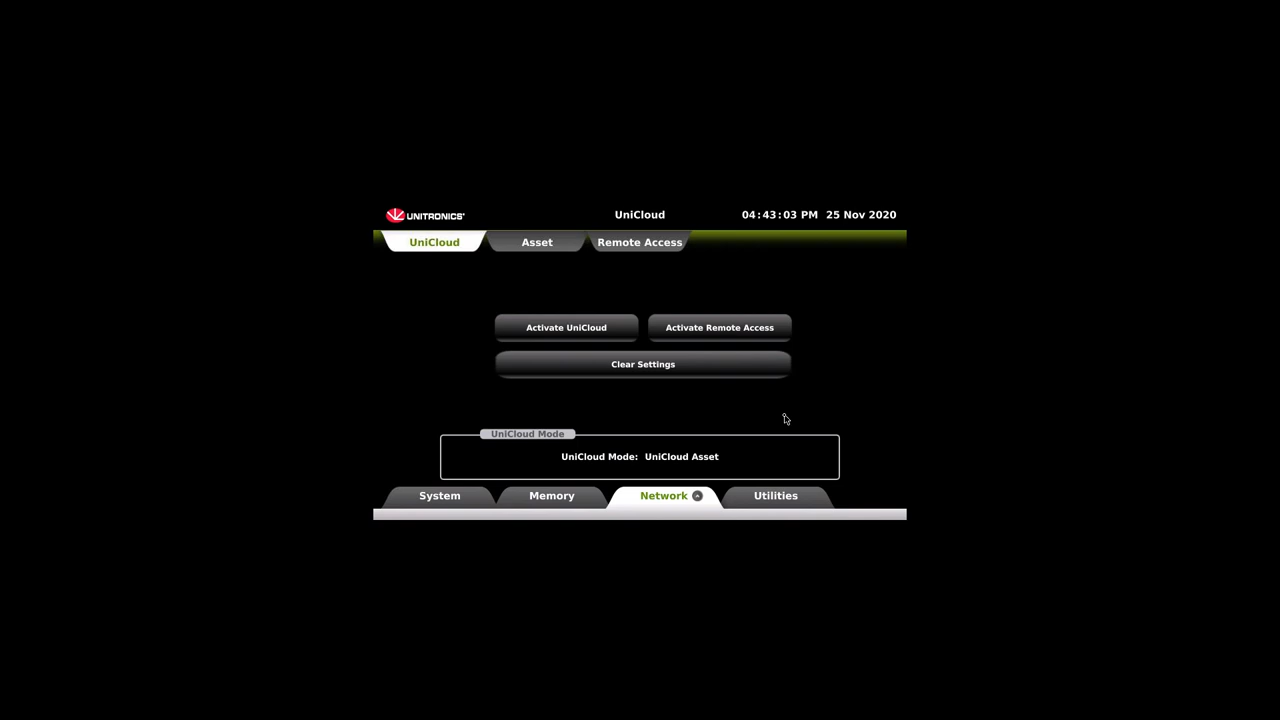 UNITRONICS
UniCloud
04:43:03 PM 25 Nov 2020
UniCloud
Asset
Remote Access
Activate UniCloud
Activate Remote Access
Clear Settings
UniCloud Mode
UniCloud Mode: UniCloud Asset
System
Memory
Network
Utilities